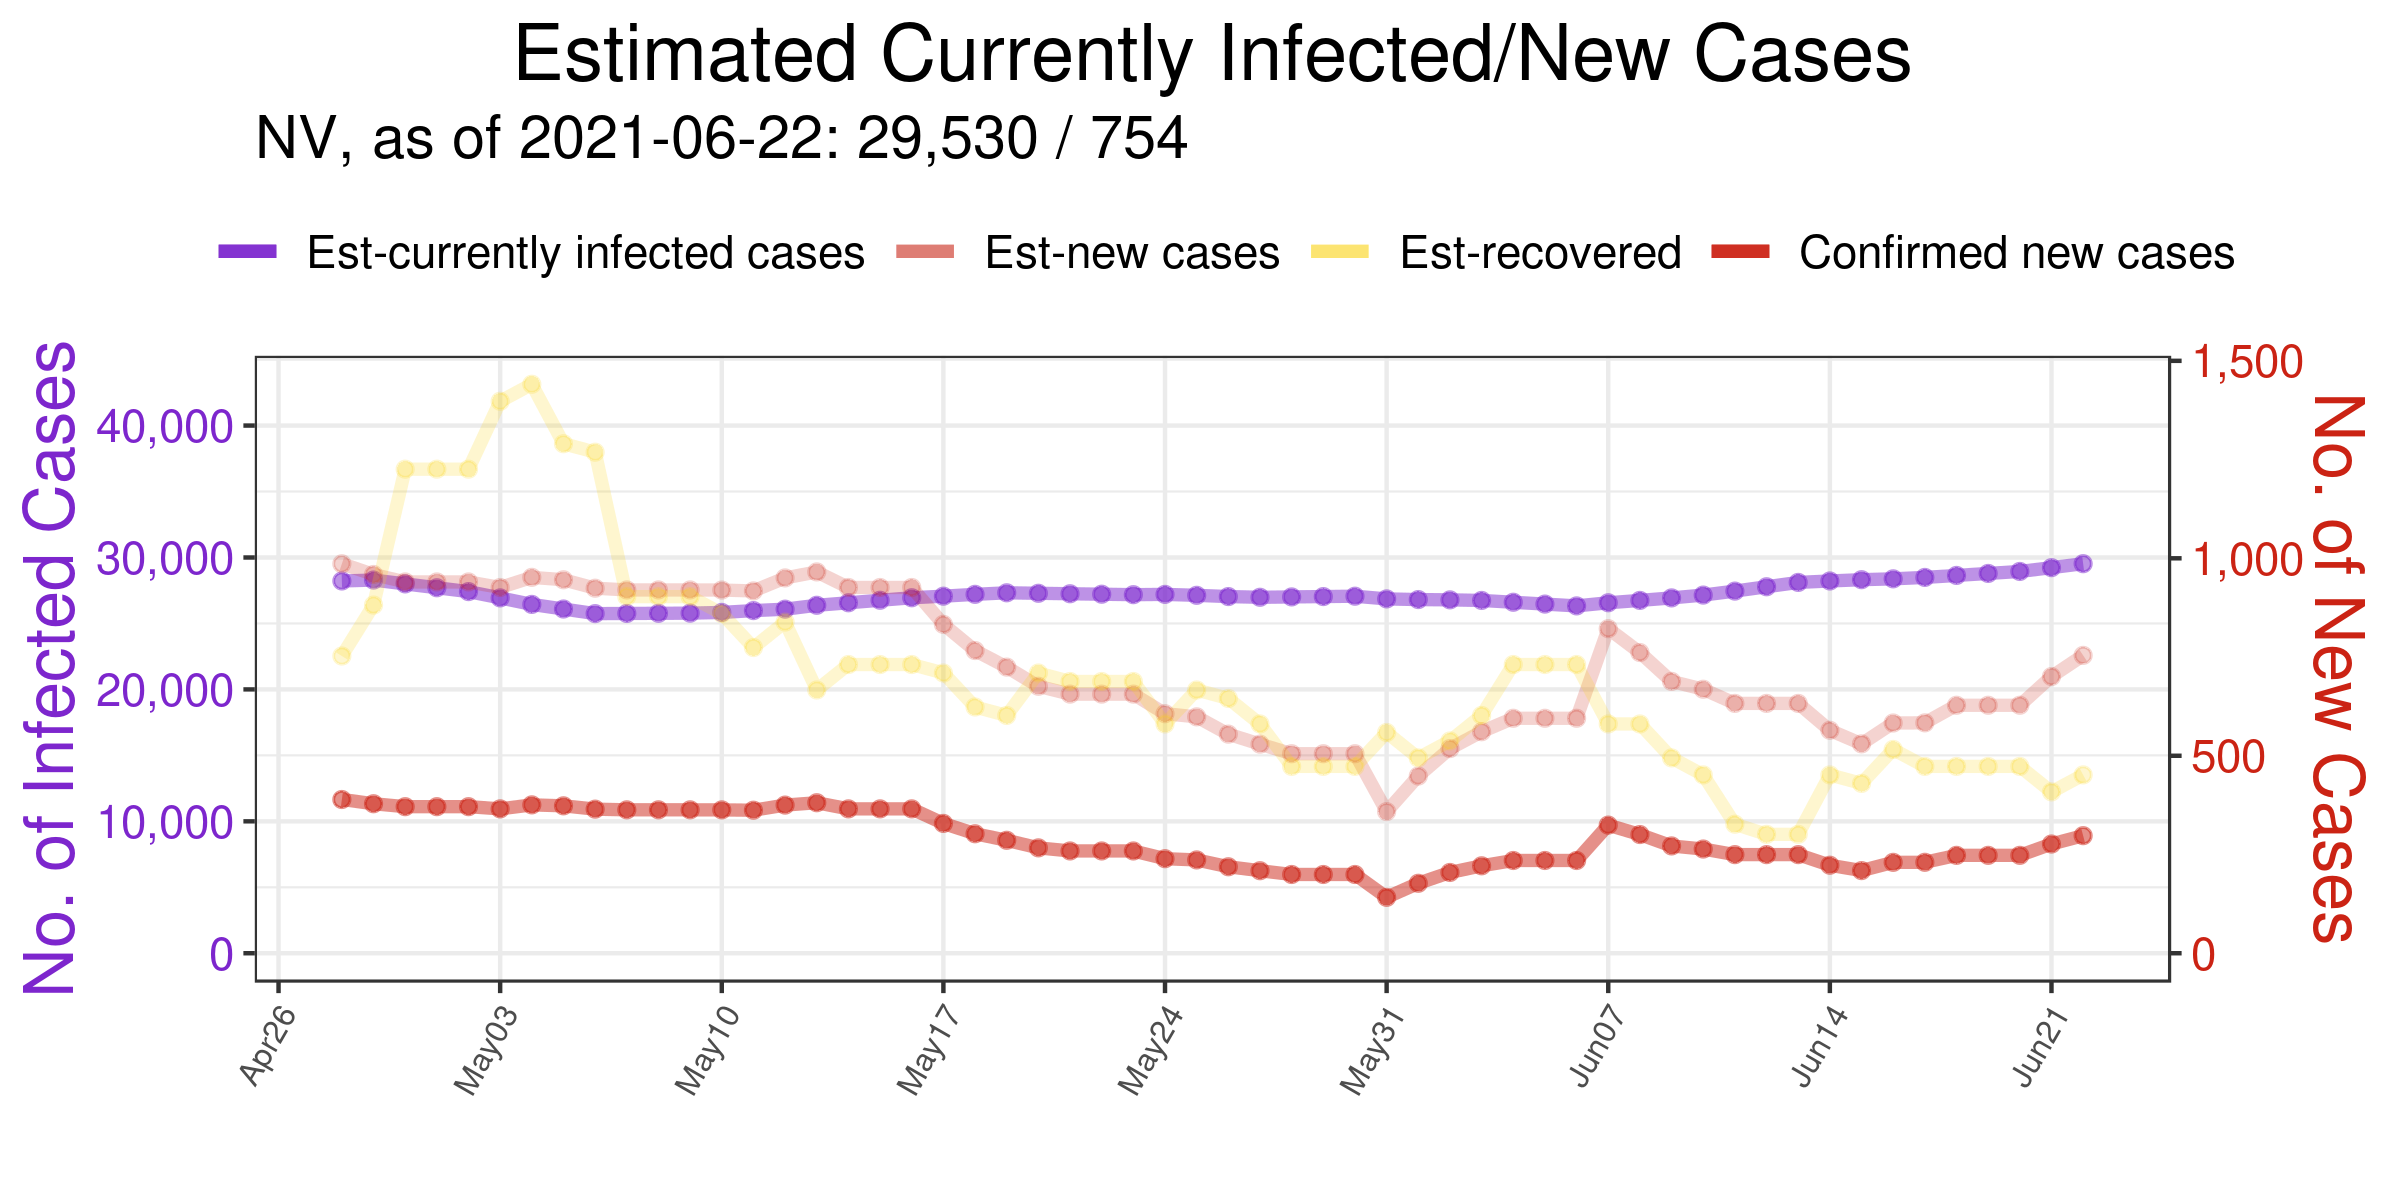 Estimated Currently Infected/New Cases
NV, as of 2021-06-22: 29,530 / 754
Est-currently infected cases Est-new cases Est-recovered Confirmed new cases
No. of Infected Cases
40,000
30,000
20,000
10,000
0
1,500
1,000
500
0
No. of New Cases
Apr26 May03 May10 May17 May24 May31 Jun07 Jun14 Jun21